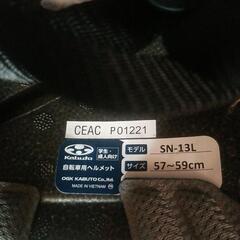 CEAC P01221
Kabuto
学生・
成人向け
自転車用ヘルメット
OGK KABUTO Co.,ltd.
MADE IN VIETNAM
モデル SN-13L
サイズ 57~59cm